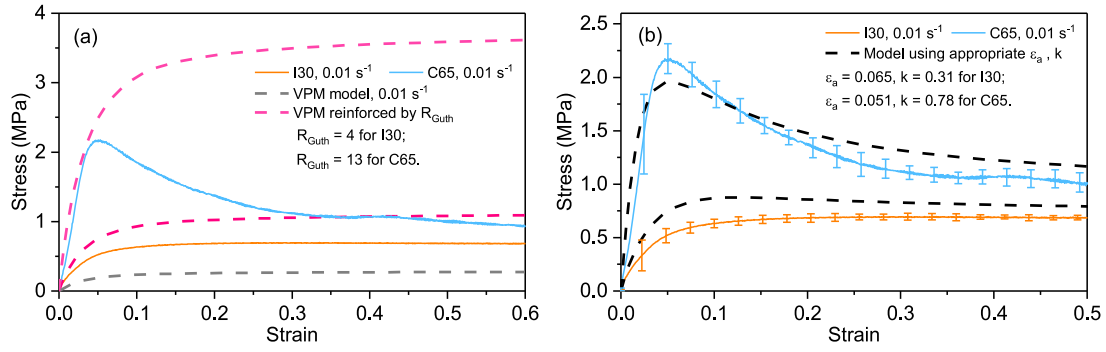 (a)
I30, 0.01 s⁻¹ C65, 0.01 s⁻¹
VPM model, 0.01 s⁻¹
VPM reinforced by R_Guth
R_Guth = 4 for I30;
R_Guth = 13 for C65.
Stress (MPa)
4
3
2
1
0
0.0 0.1 0.2 0.3 0.4 0.5 0.6
Strain
(b)
I30, 0.01 s⁻¹ C65, 0.01 s⁻¹
Model using appropriate ε_a , k
ε_a = 0.065, k = 0.31 for I30;
ε_a = 0.051, k = 0.78 for C65.
Stress (MPa)
2.5
2.0
1.5
1.0
0.5
0.0
0.0 0.1 0.2 0.3 0.4 0.5
Strain